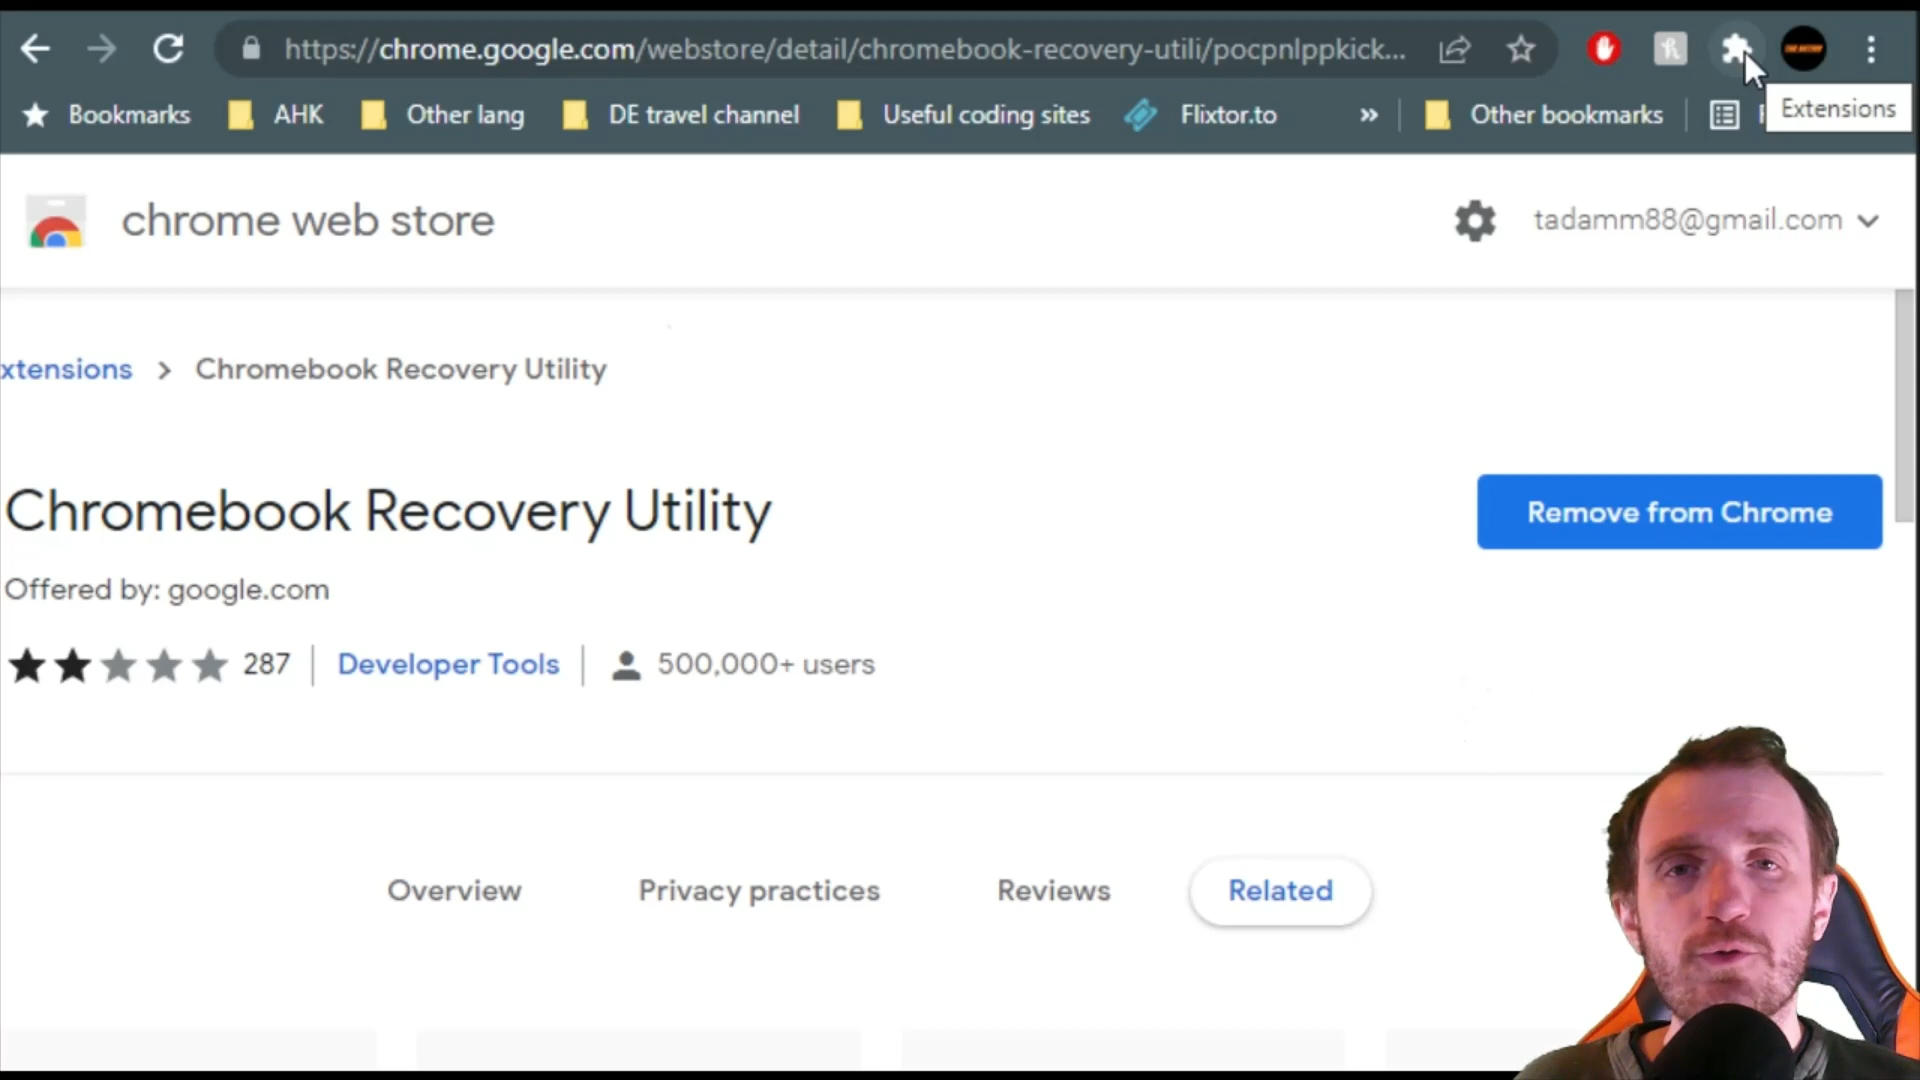 https://chrome.google.com/webstore/detail/chromebook-recovery-utili/pocpnlppkick...
Bookmarks AHK Other lang DE travel channel Useful coding sites Flixtor.to » Other bookmarks
Extensions
chrome web store tadamm88@gmail.com
xtensions > Chromebook Recovery Utility
Chromebook Recovery Utility
Remove from Chrome
Offered by: google.com
287 Developer Tools 500,000+ users
Overview Privacy practices Reviews Related